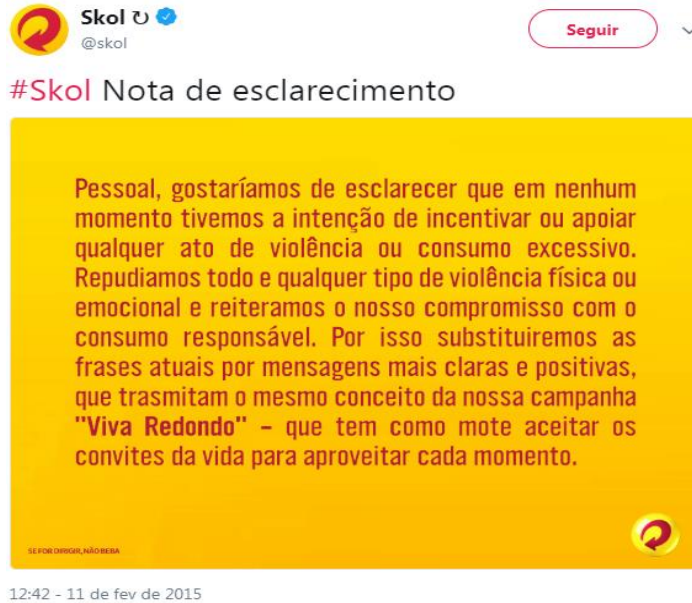 Skol ↻
@skol
Seguir
#Skol Nota de esclarecimento
Pessoal, gostaríamos de esclarecer que em nenhum
momento tivemos a intenção de incentivar ou apoiar
qualquer ato de violência ou consumo excessivo.
Repudiamos todo e qualquer tipo de violência física ou
emocional e reiteramos o nosso compromisso com o
consumo responsável. Por isso substituiremos as
frases atuais por mensagens mais claras e positivas,
que trasmitam o mesmo conceito da nossa campanha
"Viva Redondo" – que tem como mote aceitar os
convites da vida para aproveitar cada momento.
SE FOR DIRIGIR, NÃO BEBA
12:42 - 11 de fev de 2015